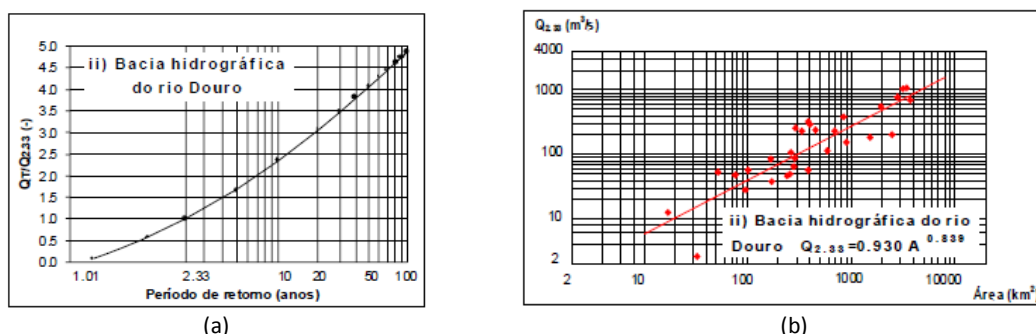 5.0
4.5
4.0
3.5
3.0
2.5
2.0
1.5
1.0
0.5
0.0
QT/Q2.33 (-)
ii) Bacia hidrográfica
do rio Douro
1.01 2.33 10 20 50 100
Período de retorno (anos)
(a)
Q2.33 (m³/s)
4000
1000
100
10
2
ii) Bacia hidrográfica do rio
Douro Q2.33=0.930 A 0.839
2 10 100 1000 10000
Área (km²)
(b)